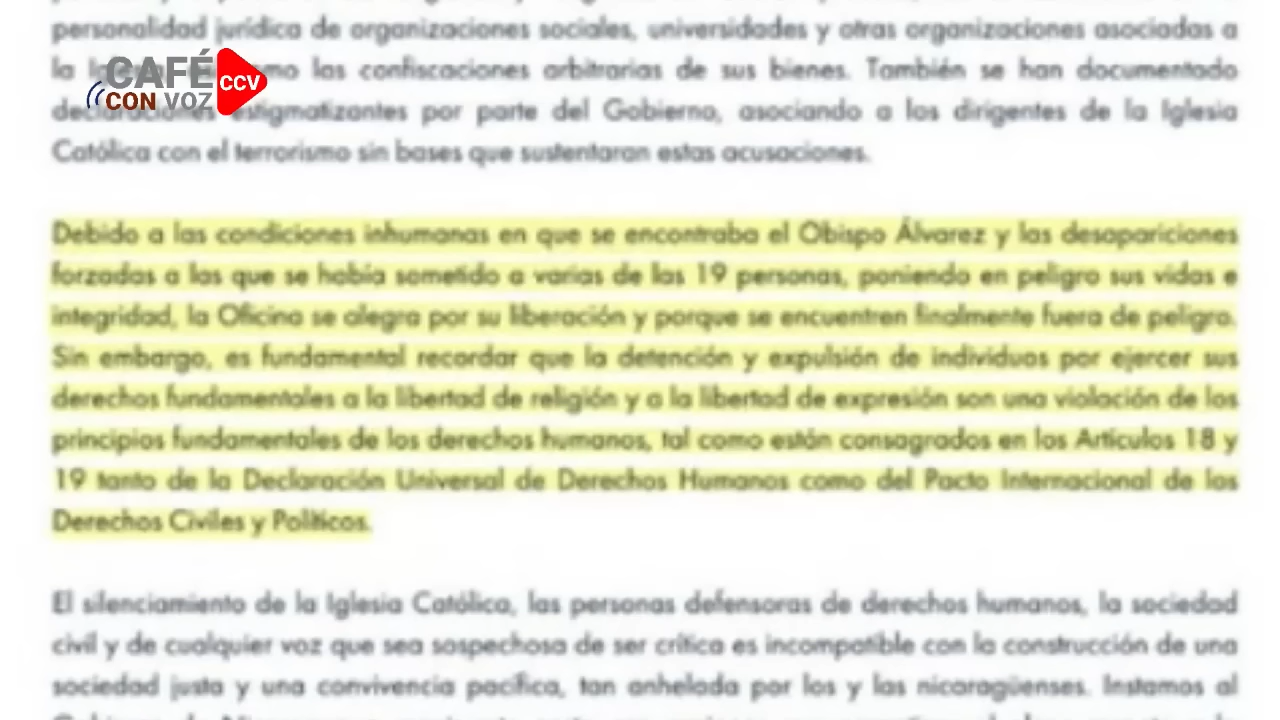 personalidad jurídica de organizaciones sociales, universidades y otras organizaciones asociadas a
la las confiscaciones arbitrarias de sus bienes. También se han documentado
declaraciones estigmatizantes por parte del Gobierno, asociando a los dirigentes de la Iglesia
Católica con el terrorismo sin bases que sustentaran estas acusaciones.
CAFÉ
CON VOZ
CCV
Debido a las condiciones inhumanas en que se encontraba el Obispo Álvarez y las desapariciones
forzadas a las que se había sometido a varias de las 19 personas, poniendo en peligro sus vidas e
integridad, la Oficina se alegra por su liberación y porque se encuentren finalmente fuera de peligro.
Sin embargo, es fundamental recordar que la detención y expulsión de individuos por ejercer sus
derechos fundamentales a la libertad de religión y a la libertad de expresión son una violación de los
principios fundamentales de los derechos humanos, tal como están consagrados en los Artículos 18 y
19 tanto de la Declaración Universal de Derechos Humanos como del Pacto Internacional de los
Derechos Civiles y Políticos.
El silenciamiento de la Iglesia Católica, las personas defensoras de derechos humanos, la sociedad
civil y de cualquier voz que sea sospechosa de ser crítica es incompatible con la construcción de una
sociedad justa y una convivencia pacífica, tan anhelada por los y las nicaragüenses. Instamos al